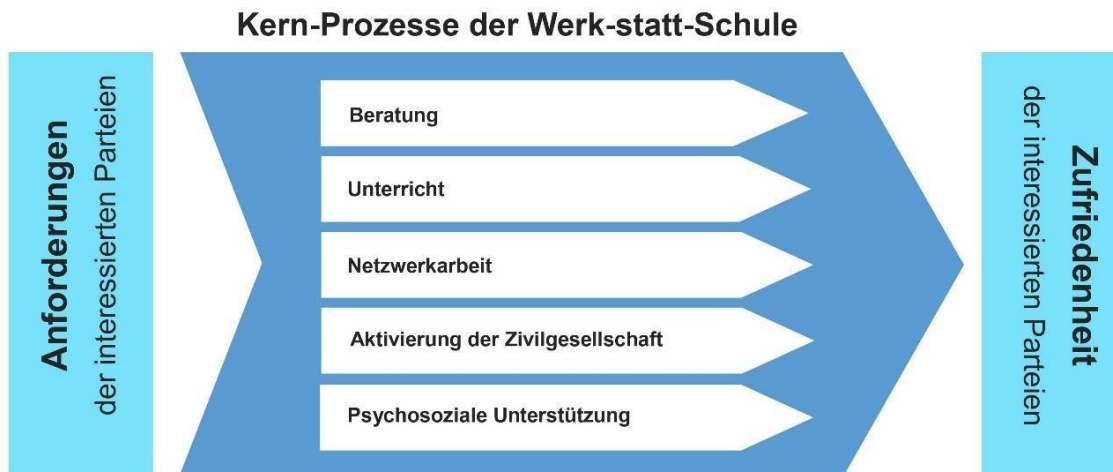 Kern-Prozesse der Werk-statt-Schule
Anforderungen
der interessierten Parteien
Beratung
Unterricht
Netzwerkarbeit
Aktivierung der Zivilgesellschaft
Psychosoziale Unterstützung
Zufriedenheit
der interessierten Parteien